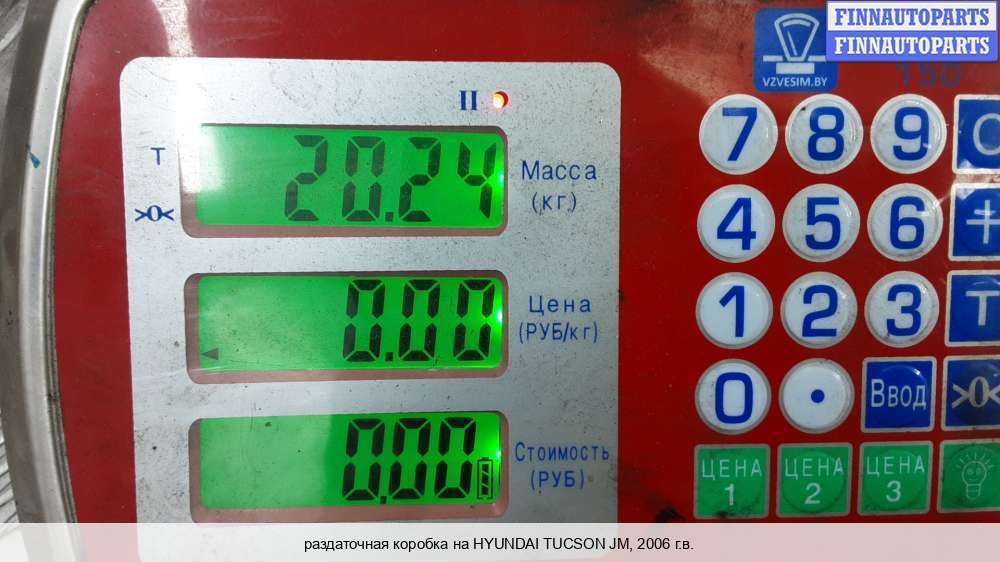 FINNAUTOPARTS
FINNAUTOPARTS
VZVESIM.BY
150
II
T
>0<
20.24
Масса
(кг)
0.00
Цена
(РУБ/кг)
0.00
Стоимость
(РУБ)
7 8 9 C
4 5 6
1 2 3 T
0 . Ввод >0<
ЦЕНА 1 ЦЕНА 2 ЦЕНА 3
раздаточная коробка на HYUNDAI TUCSON JM, 2006 г.в.